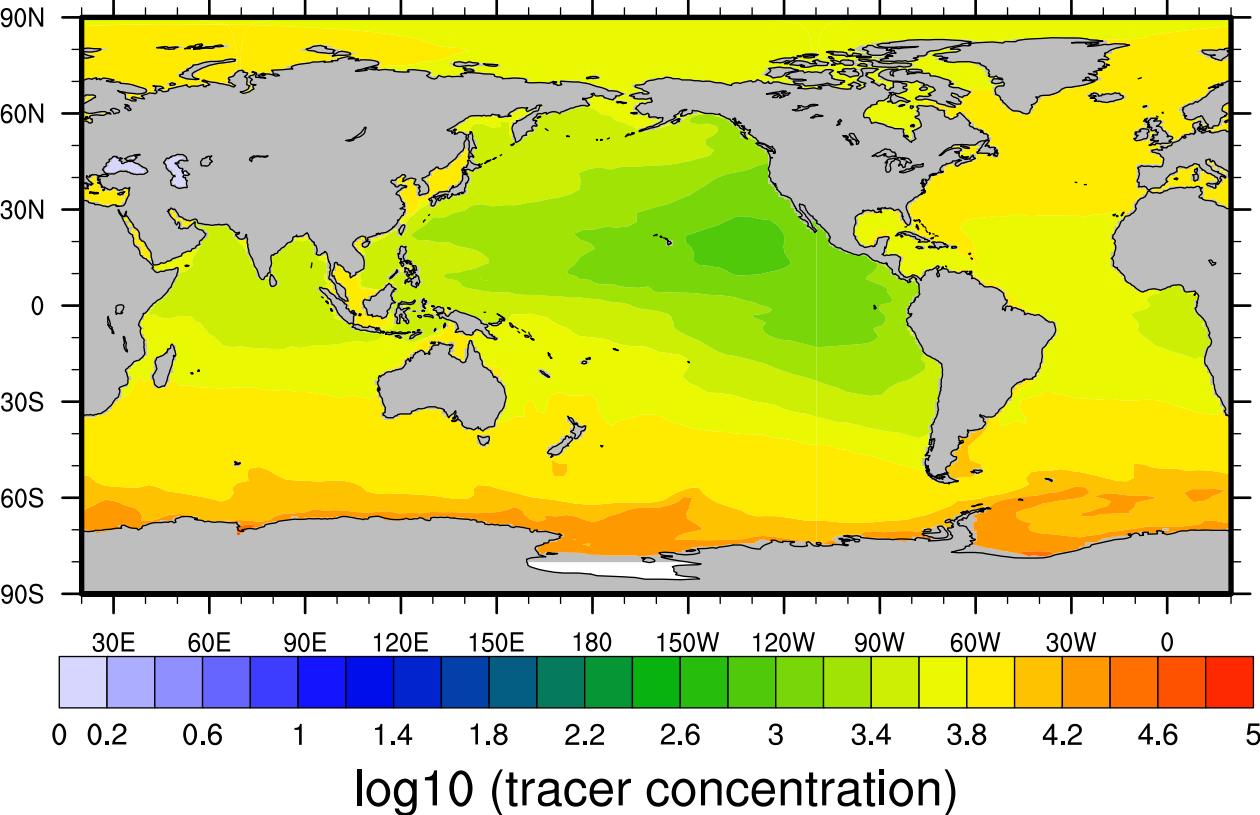 90N
60N
30N
0
30S
60S
90S
30E 60E 90E 120E 150E 180 150W 120W 90W 60W 30W 0
0 0.2 0.6 1 1.4 1.8 2.2 2.6 3 3.4 3.8 4.2 4.6 5
log10 (tracer concentration)